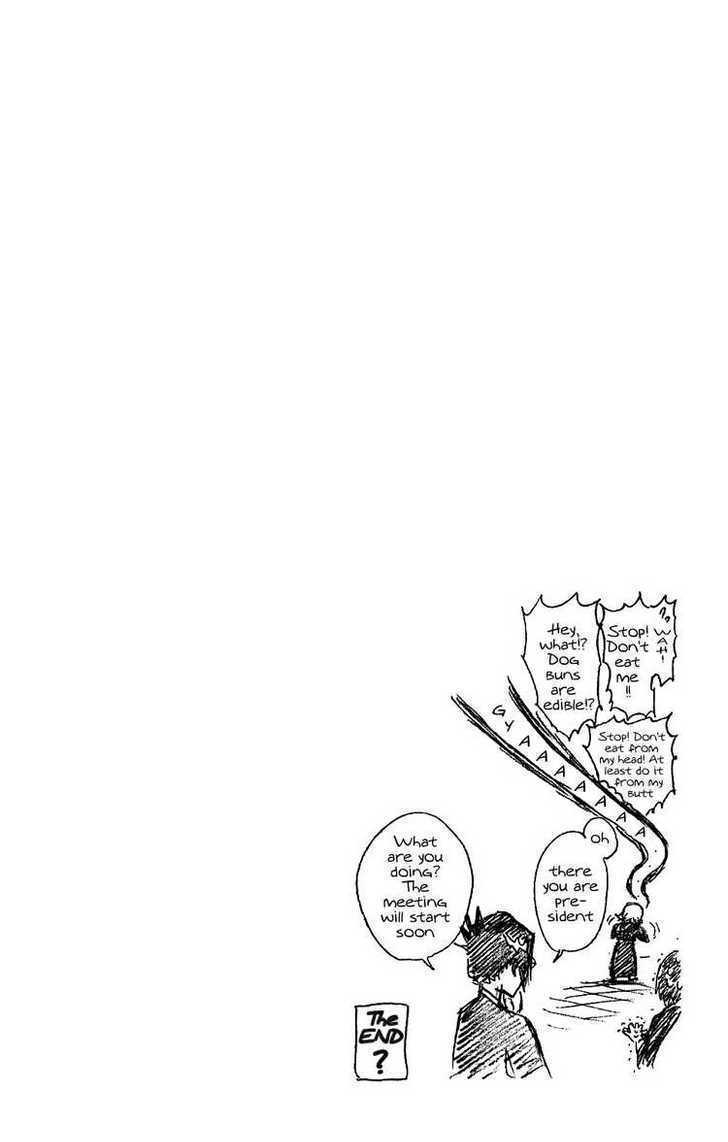 WAH!
Stop!
Don't
eat
me
!!
Hey,
what!?
Dog
buns
are
edible!?
Stop! Don't
eat from
my head! At
least do it
from my
butt
GYAAAAAAAA
oh
there
you are
pre-
sident
What
are you
doing?
The
meeting
will start
soon
The
END
?